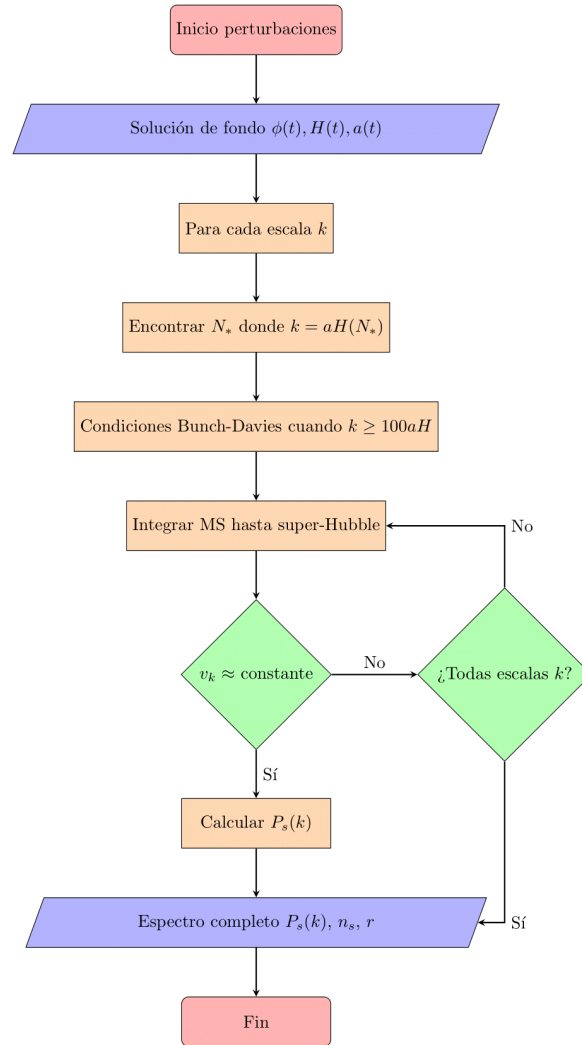 Inicio perturbaciones
Solución de fondo ϕ(t), H(t), a(t)
Para cada escala k
Encontrar N∗ donde k = aH(N∗)
Condiciones Bunch-Davies cuando k ≥ 100aH
Integrar MS hasta super-Hubble
No
v_k ≈ constante
No
¿Todas escalas k?
Sí
Calcular P_s(k)
Espectro completo P_s(k), n_s, r
Sí
Fin